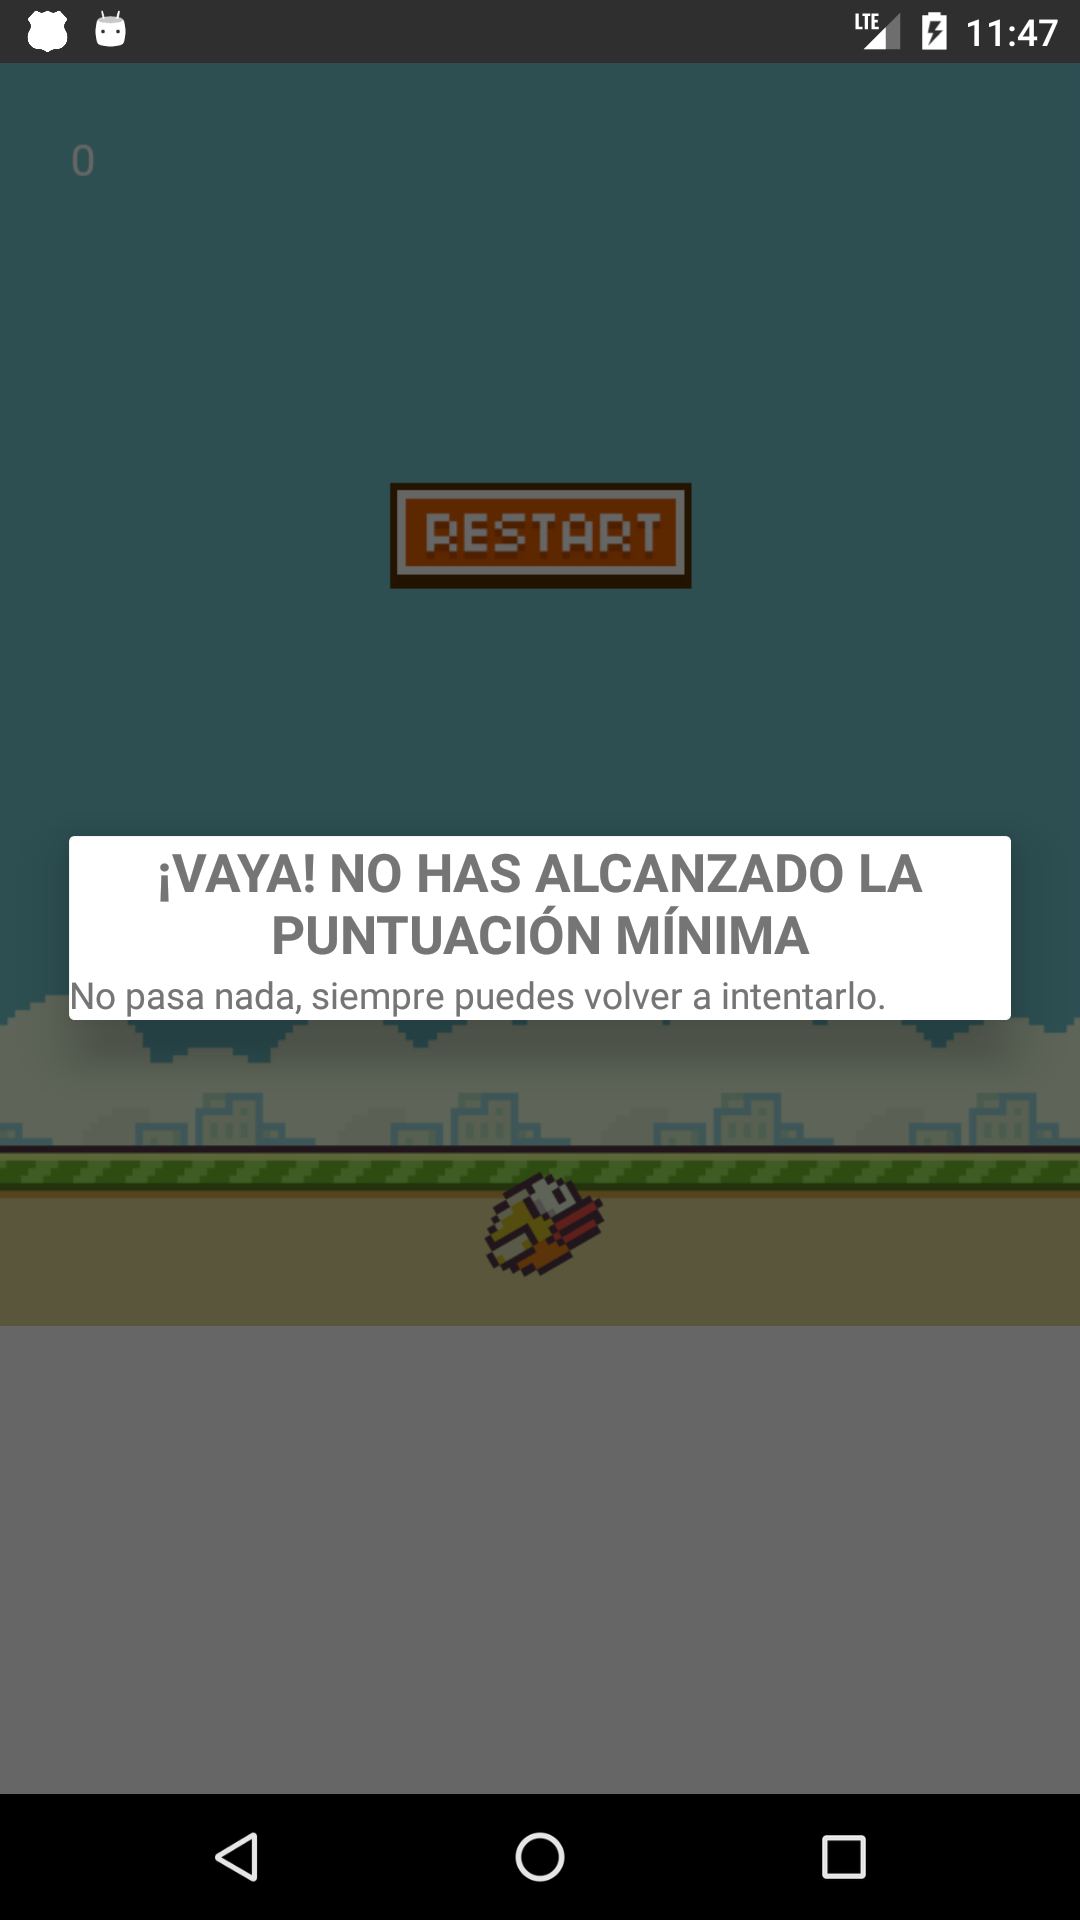 LTE 11:47
0
RESTART
¡VAYA! NO HAS ALCANZADO LA
PUNTUACIÓN MÍNIMA
No pasa nada, siempre puedes volver a intentarlo.